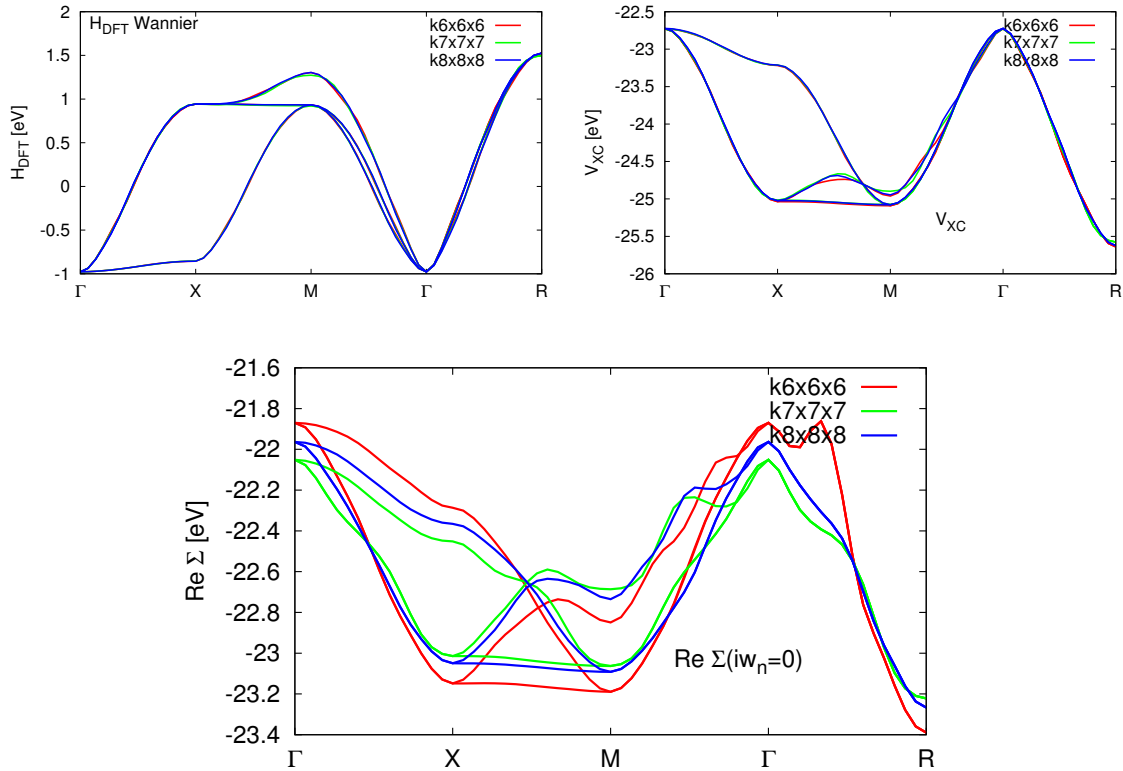 H_DFT Wannier
k6x6x6
k7x7x7
k8x8x8
H_DFT [eV]
1.5
1
0.5
0
-0.5
-1
Γ X M Γ R
k6x6x6
k7x7x7
k8x8x8
V_XC [eV]
-22.5
-23
-23.5
-24
-24.5
-25
-25.5
-26
V_XC
Γ X M Γ R
k6x6x6
k7x7x7
k8x8x8
Re Σ [eV]
-21.6
-21.8
-22
-22.2
-22.4
-22.6
-22.8
-23
-23.2
-23.4
Re Σ(iw_n=0)
Γ X M Γ R